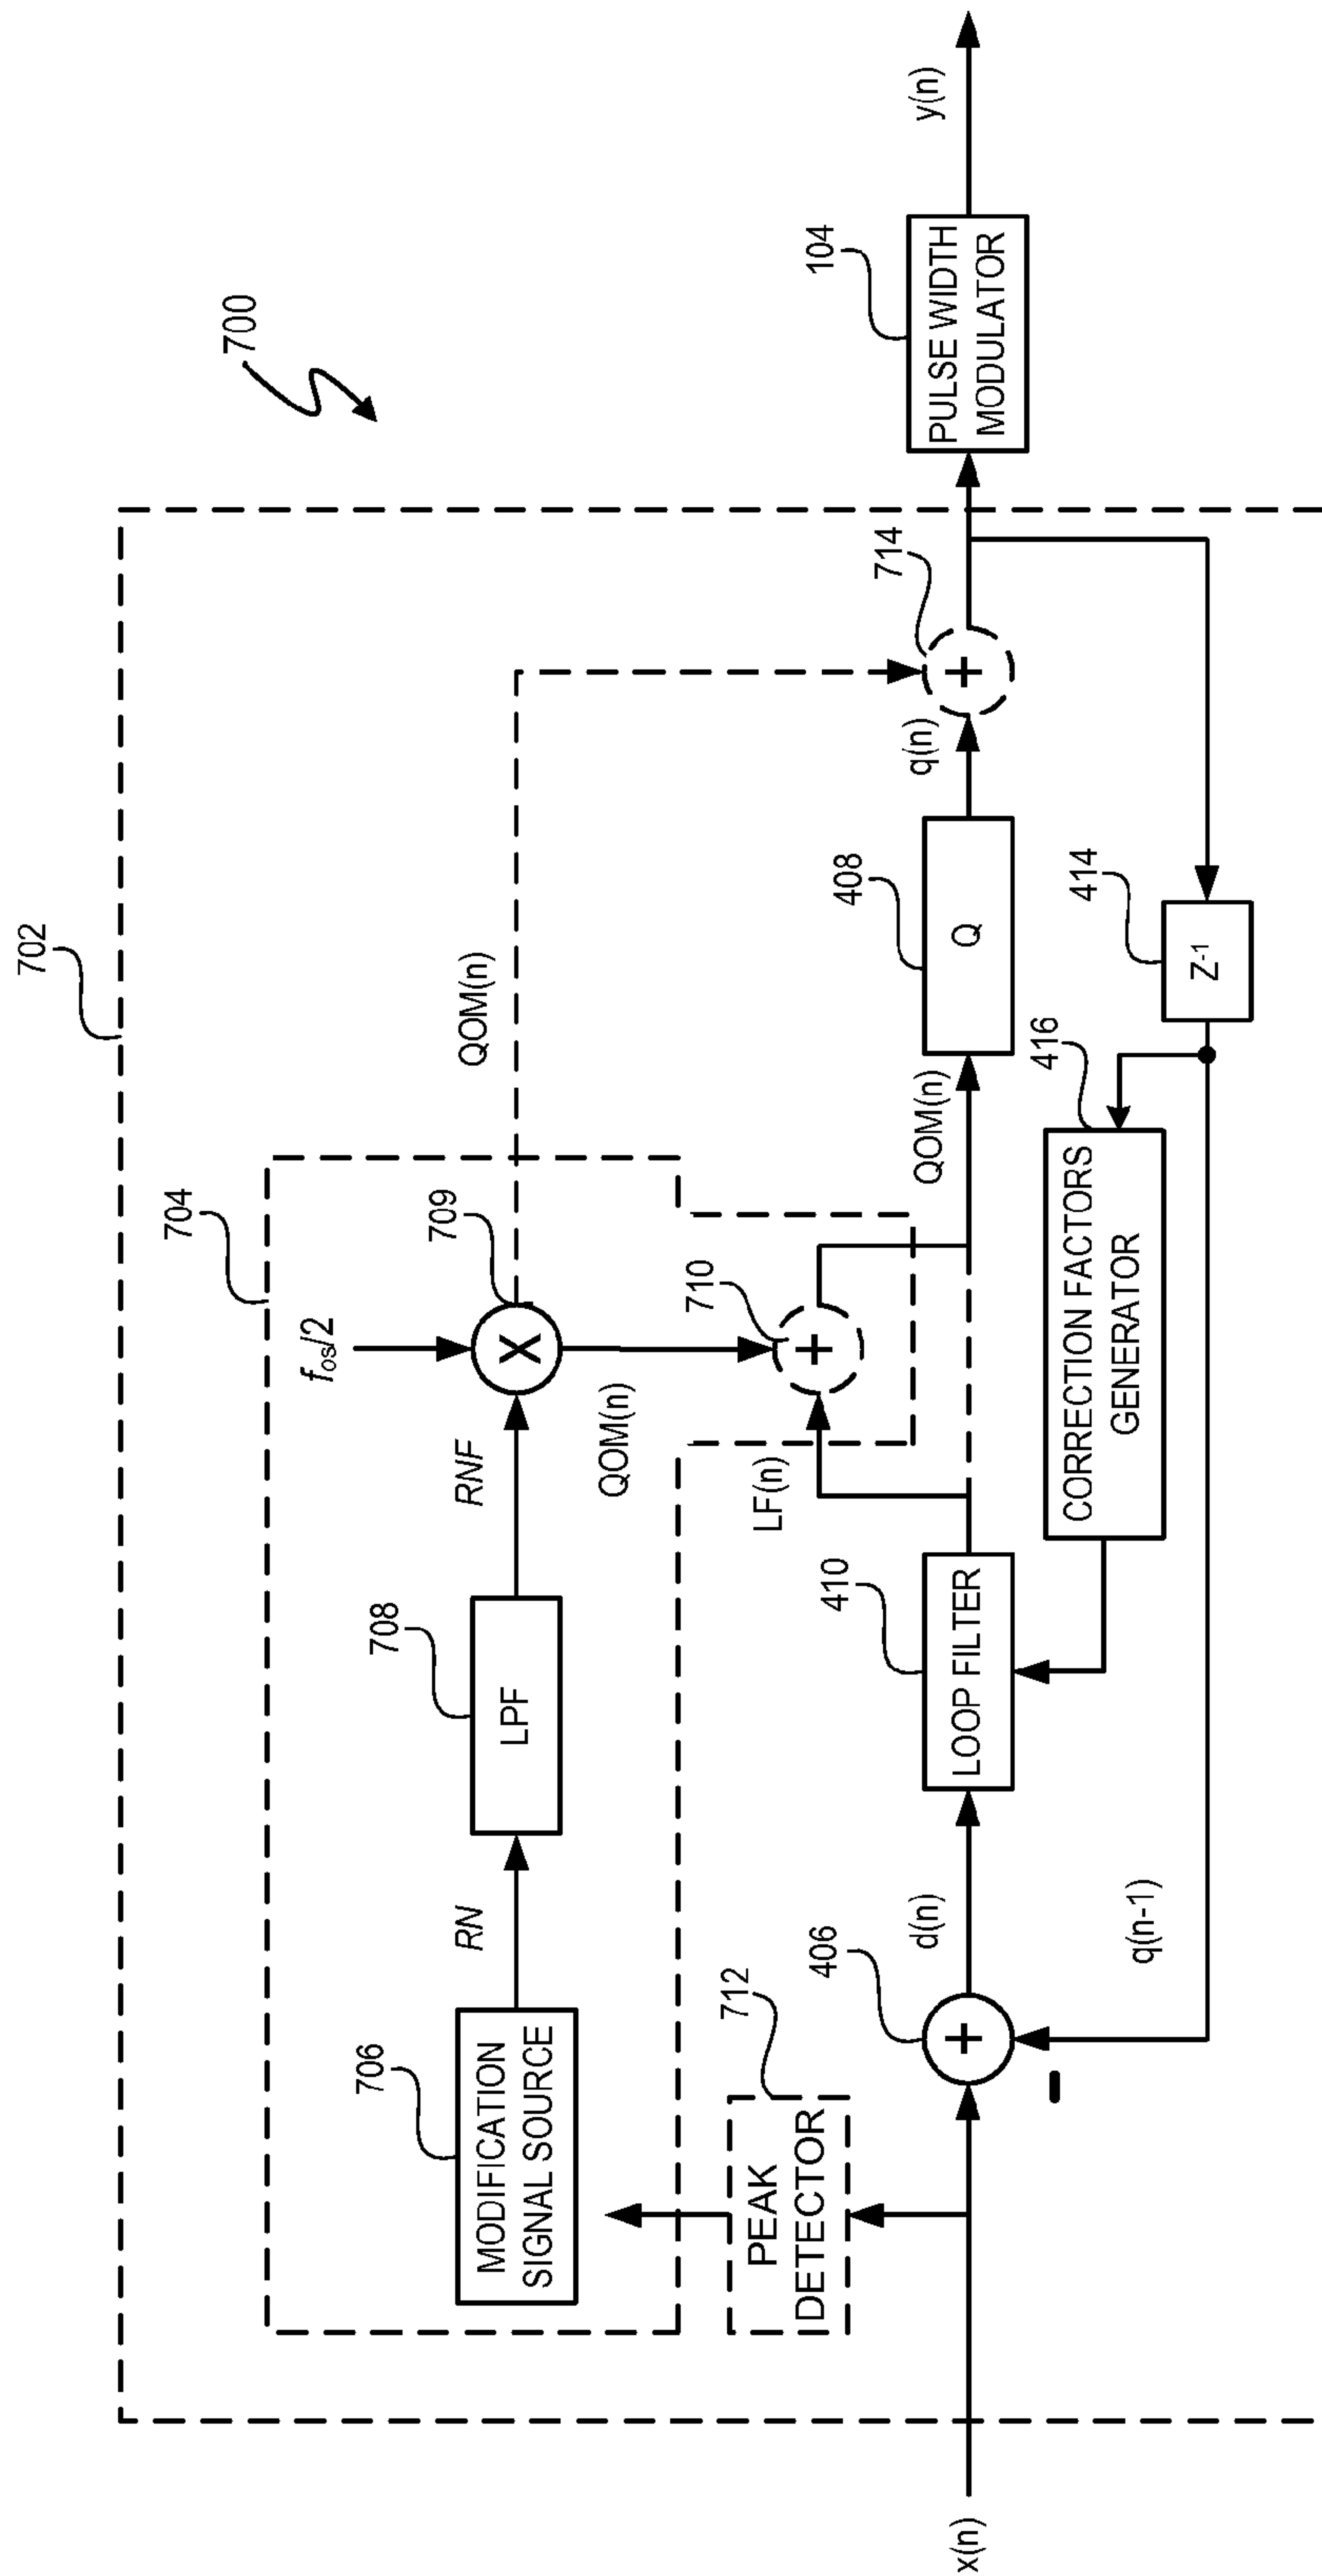 700
702
704
706
MODIFICATION
SIGNAL SOURCE
RN
708
LPF
RNF
f_os/2
709
X
QOM(n)
QOM(n)
710
+
LF(n)
712
PEAK
DETECTOR
x(n)
406
+
-
d(n)
410
LOOP FILTER
QOM(n)
408
Q
q(n)
714
+
104
PULSE WIDTH
MODULATOR
y(n)
q(n-1)
416
CORRECTION FACTORS
GENERATOR
414
Z-1